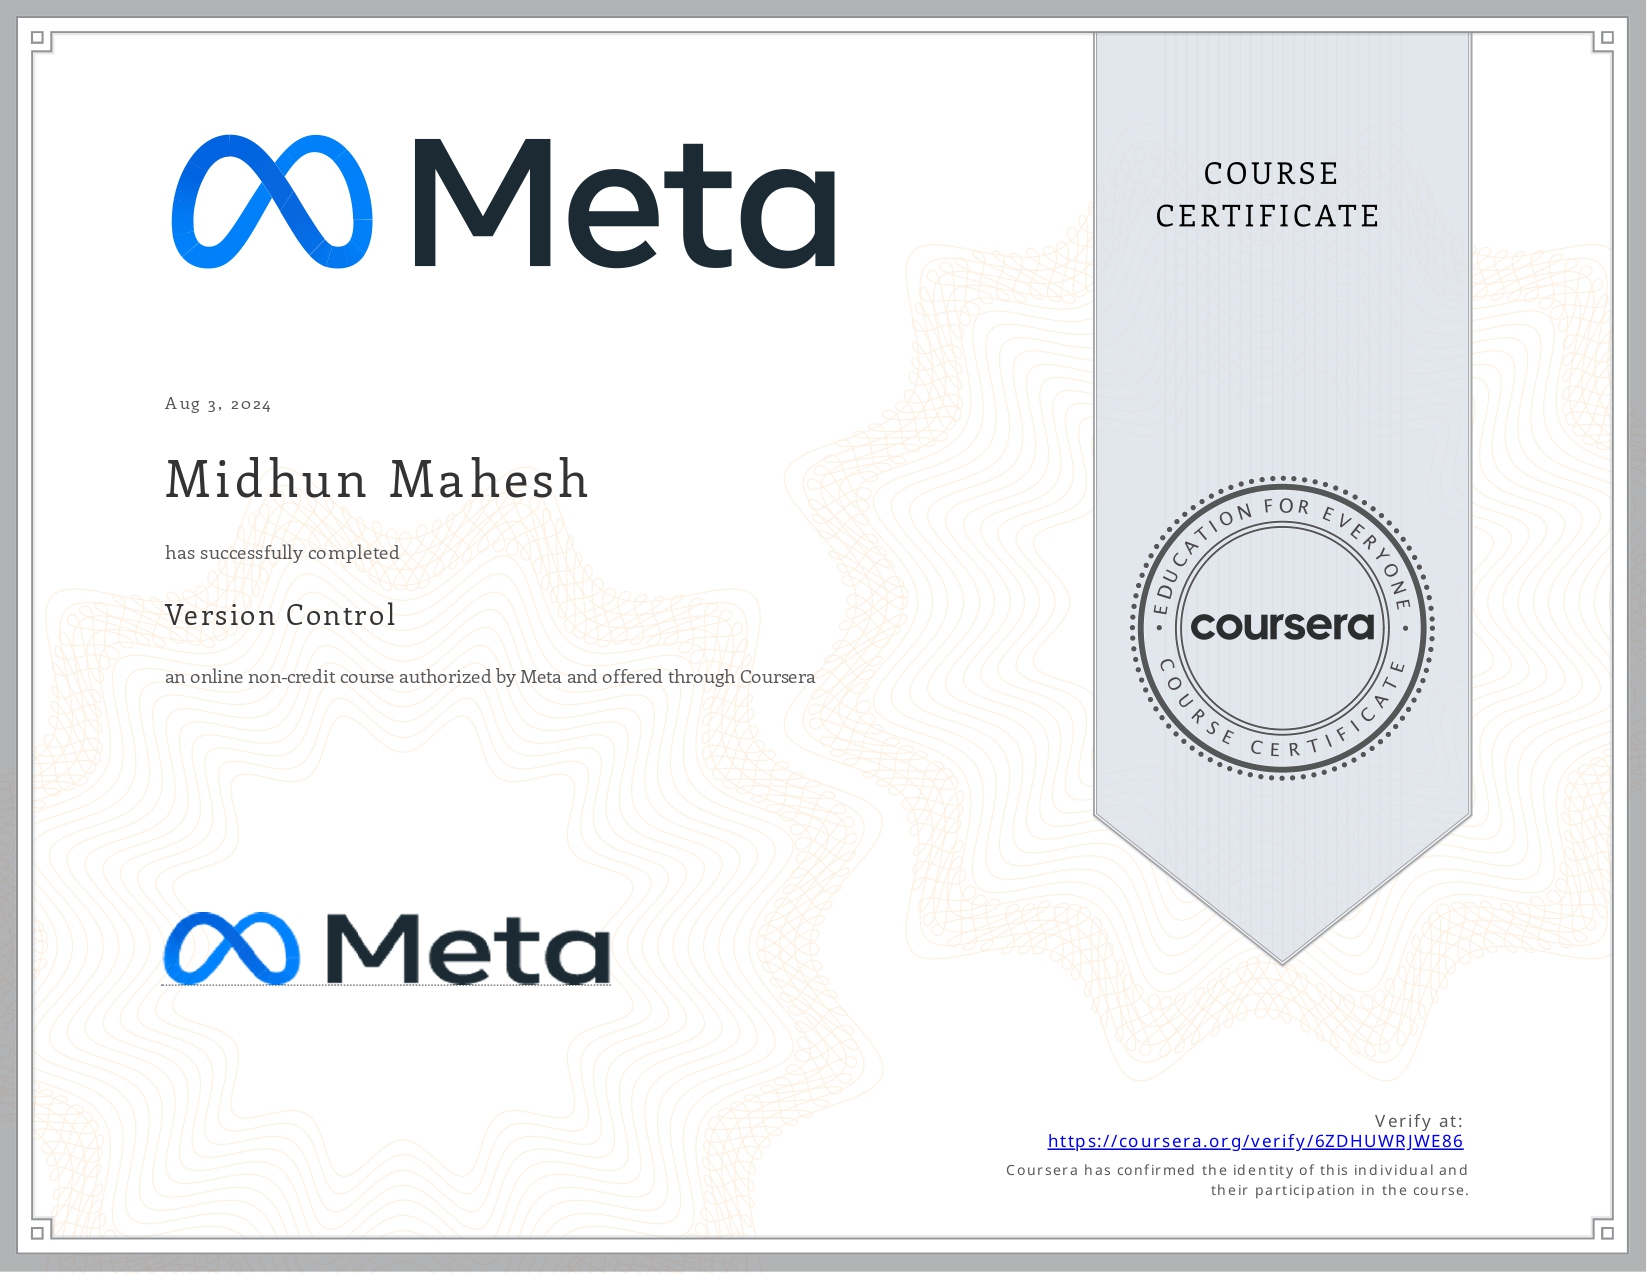 Meta
COURSE
CERTIFICATE
Aug 3, 2024
Midhun Mahesh
has successfully completed
Version Control
an online non-credit course authorized by Meta and offered through Coursera
• EDUCATION FOR EVERYONE •
coursera
COURSE CERTIFICATE
Meta
Verify at:
https://coursera.org/verify/6ZDHUWRJWE86
Coursera has confirmed the identity of this individual and
their participation in the course.